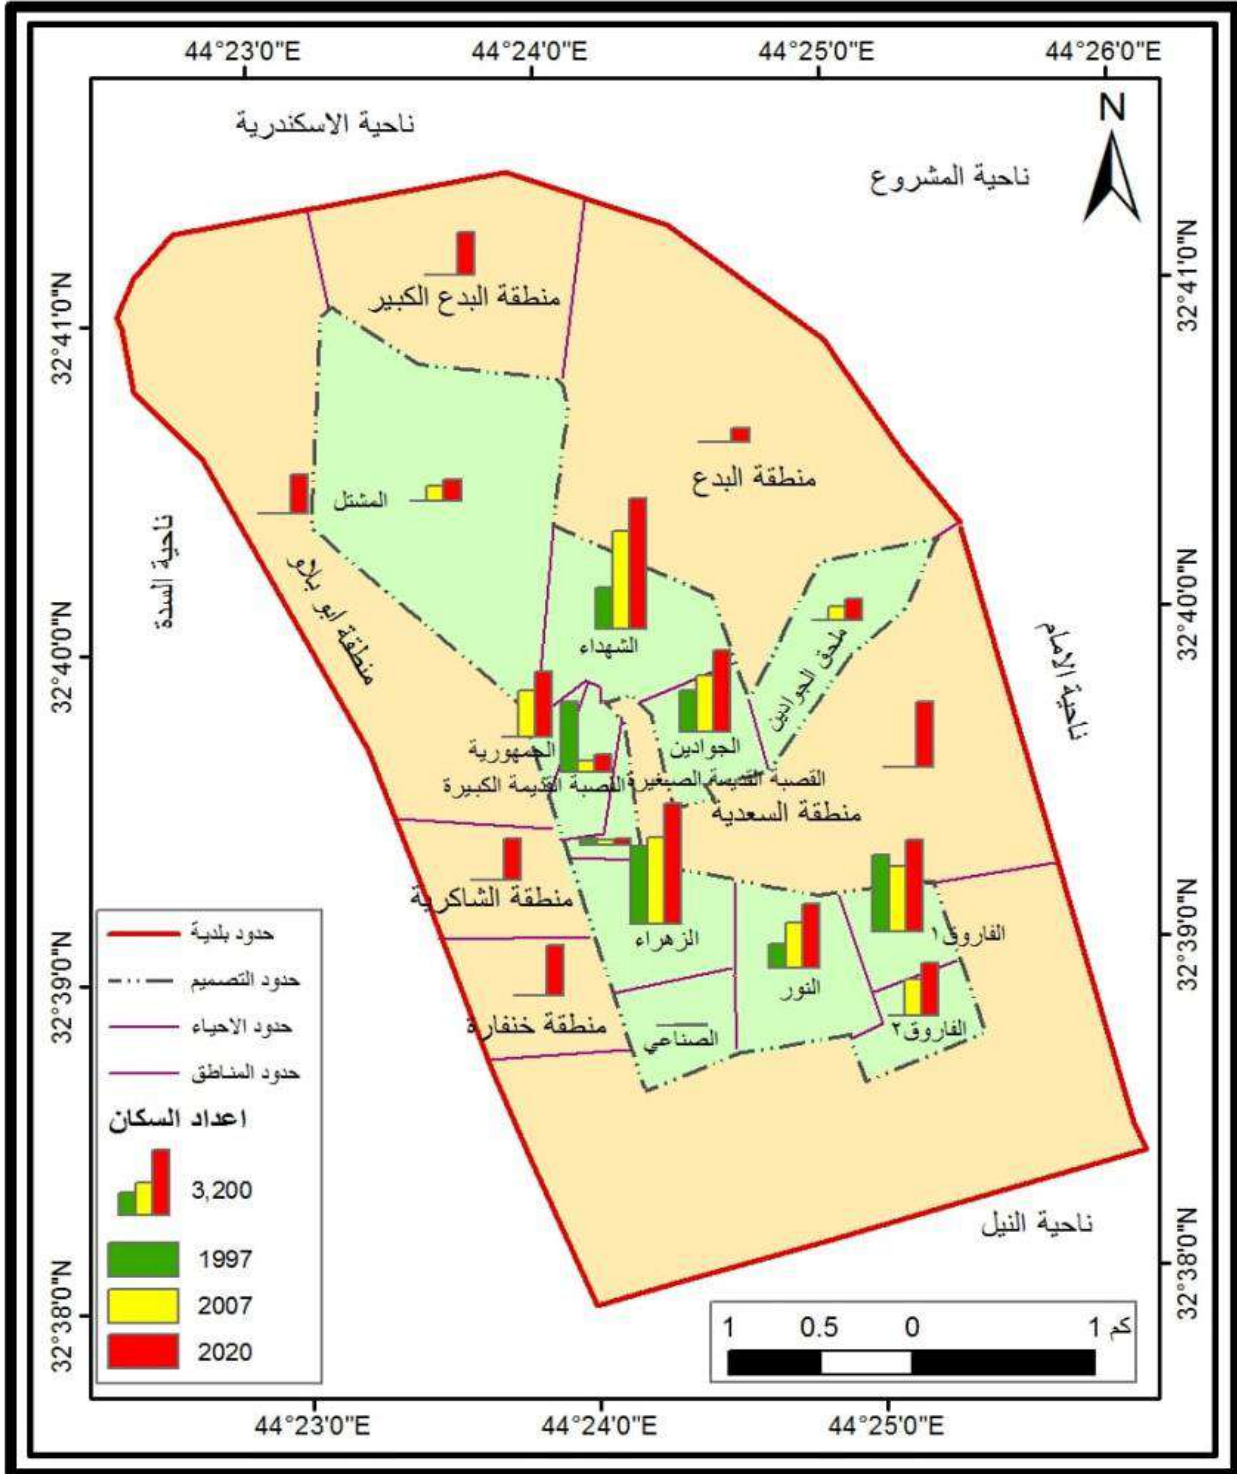 44°23'0"E 44°24'0"E 44°25'0"E 44°26'0"E
N
ناحية الاسكندرية
ناحية المشروع
32°41'0"N
32°41'0"N
منطقة البدع الكبير
منطقة البدع
المشتل
ناحية السدة
منطقة ابو بلاو
32°40'0"N
32°40'0"N
الشهداء
ملحق الجوادين
ناحية الامام
الجوادين
الجمهورية
القصبة القديمة الصغيرة
القصبة القديمة الكبيرة
منطقة السعدية
منطقة الشاكرية
الزهراء
الفاروق١
النور
منطقة خنفارة
الصناعي
الفاروق٢
32°39'0"N
32°39'0"N
حدود بلدية
حدود التصميم
حدود الاحياء
حدود المناطق
اعداد السكان
3,200
1997
2007
2020
ناحية النيل
32°38'0"N
32°38'0"N
1 0.5 0 1 كم
44°23'0"E 44°24'0"E 44°25'0"E